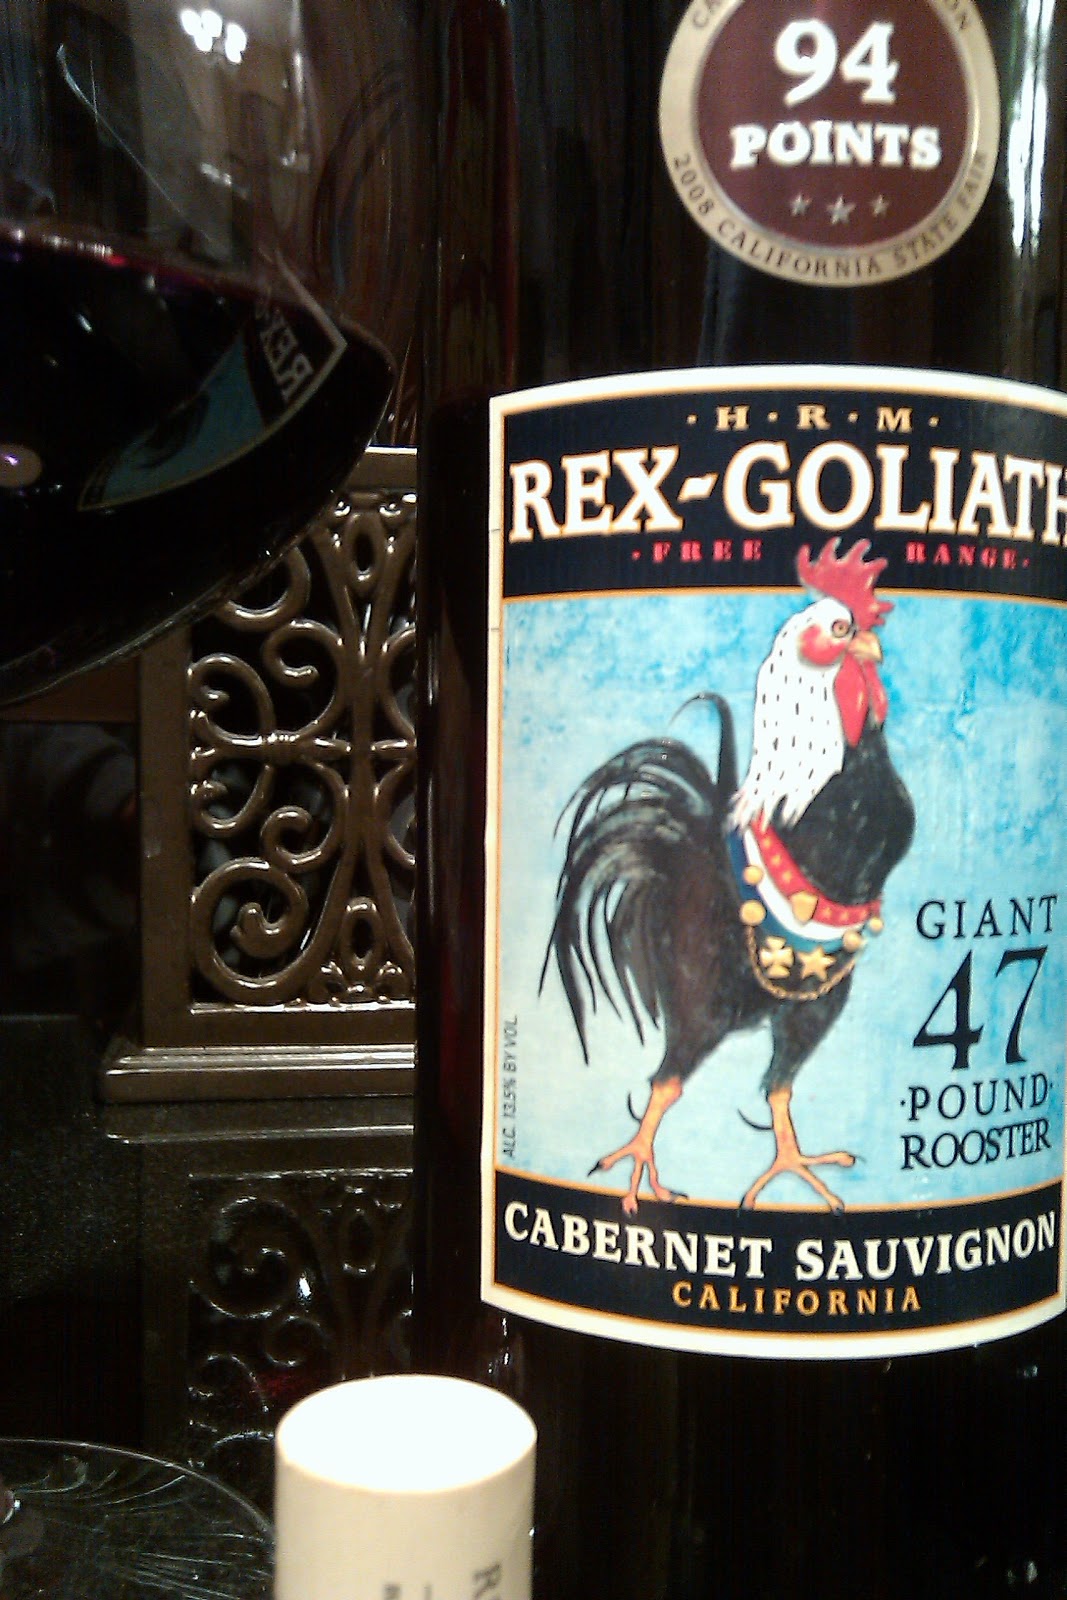 94
POINTS
2008 CALIFORNIA STATE FAIR
· H · R · M ·
REX-GOLIATH
· FREE RANGE ·
GIANT
47
· POUND ·
ROOSTER
ALC. 13.5% BY VOL.
CABERNET SAUVIGNON
CALIFORNIA
REX